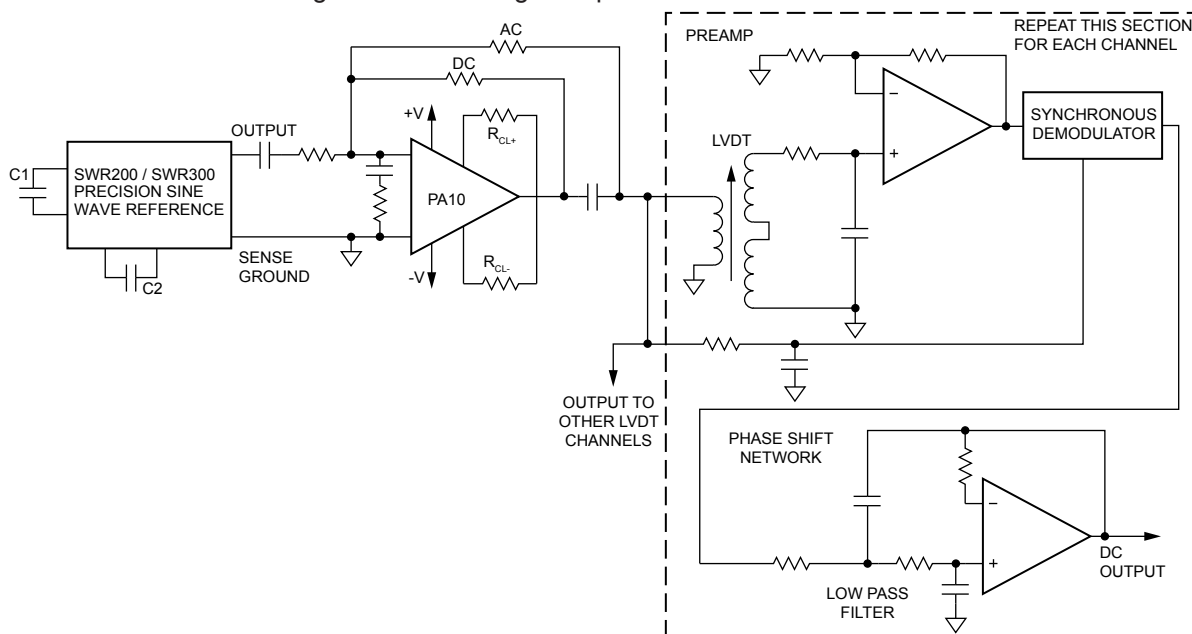 AC
DC
PREAMP
REPEAT THIS SECTION
FOR EACH CHANNEL
+V
R_CL+
OUTPUT
C1
SWR200 / SWR300
PRECISION SINE
WAVE REFERENCE
PA10
LVDT
−
+
SYNCHRONOUS
DEMODULATOR
SENSE
GROUND
-V
R_CL-
C2
OUTPUT TO
OTHER LVDT
CHANNELS
PHASE SHIFT
NETWORK
−
+
DC
OUTPUT
LOW PASS
FILTER